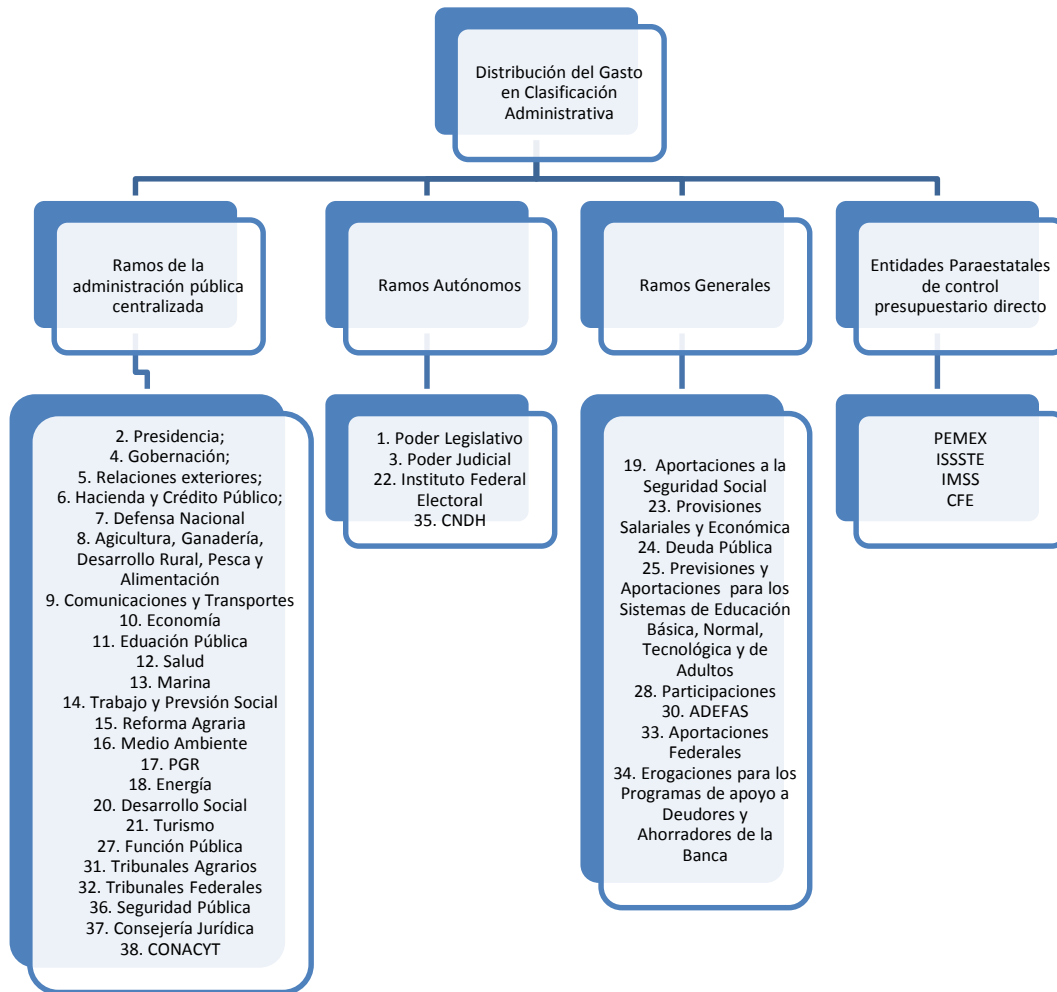 Distribución del Gasto
en Clasificación
Administrativa
Ramos de la
administración pública
centralizada
Ramos Autónomos
Ramos Generales
Entidades Paraestatales
de control
presupuestario directo
2. Presidencia;
4. Gobernación;
5. Relaciones exteriores;
6. Hacienda y Crédito Público;
7. Defensa Nacional
8. Agicultura, Ganadería,
Desarrollo Rural, Pesca y
Alimentación
9. Comunicaciones y Transportes
10. Economía
11. Eduación Pública
12. Salud
13. Marina
14. Trabajo y Prevsión Social
15. Reforma Agraria
16. Medio Ambiente
17. PGR
18. Energía
20. Desarrollo Social
21. Turismo
27. Función Pública
31. Tribunales Agrarios
32. Tribunales Federales
36. Seguridad Pública
37. Consejería Jurídica
38. CONACYT
1. Poder Legislativo
3. Poder Judicial
22. Instituto Federal
Electoral
35. CNDH
19. Aportaciones a la
Seguridad Social
23. Provisiones
Salariales y Económica
24. Deuda Pública
25. Previsiones y
Aportaciones para los
Sistemas de Educación
Básica, Normal,
Tecnológica y de
Adultos
28. Participaciones
30. ADEFAS
33. Aportaciones
Federales
34. Erogaciones para los
Programas de apoyo a
Deudores y
Ahorradores de la
Banca
PEMEX
ISSSTE
IMSS
CFE